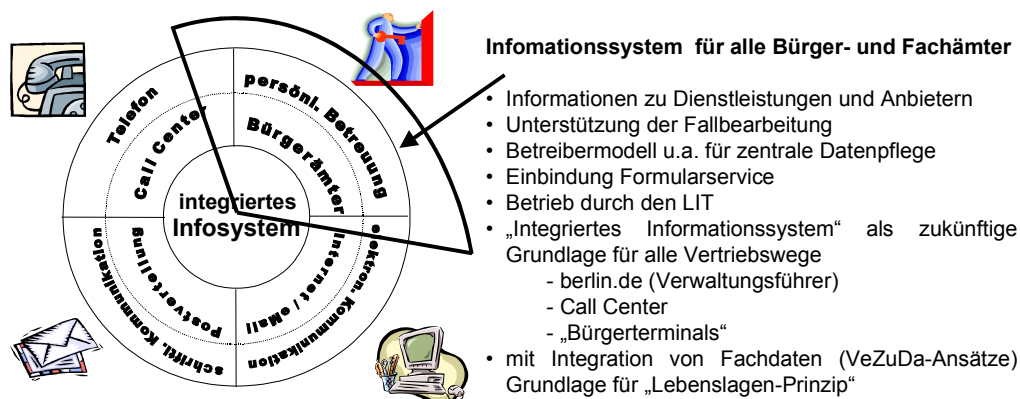 Infomationssystem für alle Bürger- und Fachämter
• Informationen zu Dienstleistungen und Anbietern
• Unterstützung der Fallbearbeitung
• Betreibermodell u.a. für zentrale Datenpflege
• Einbindung Formularservice
• Betrieb durch den LIT
• „Integriertes Informationssystem“ als zukünftige
Grundlage für alle Vertriebswege
- berlin.de (Verwaltungsführer)
- Call Center
- „Bürgerterminals“
• mit Integration von Fachdaten (VeZuDa-Ansätze)
Grundlage für „Lebenslagen-Prinzip“
Telefon
Call Center
persönl. Betreuung
Bürgerämter
integriertes
Infosystem
Postverteilung
schriftl. Kommunikation
Internet / eMail
elektron. Kommunikation